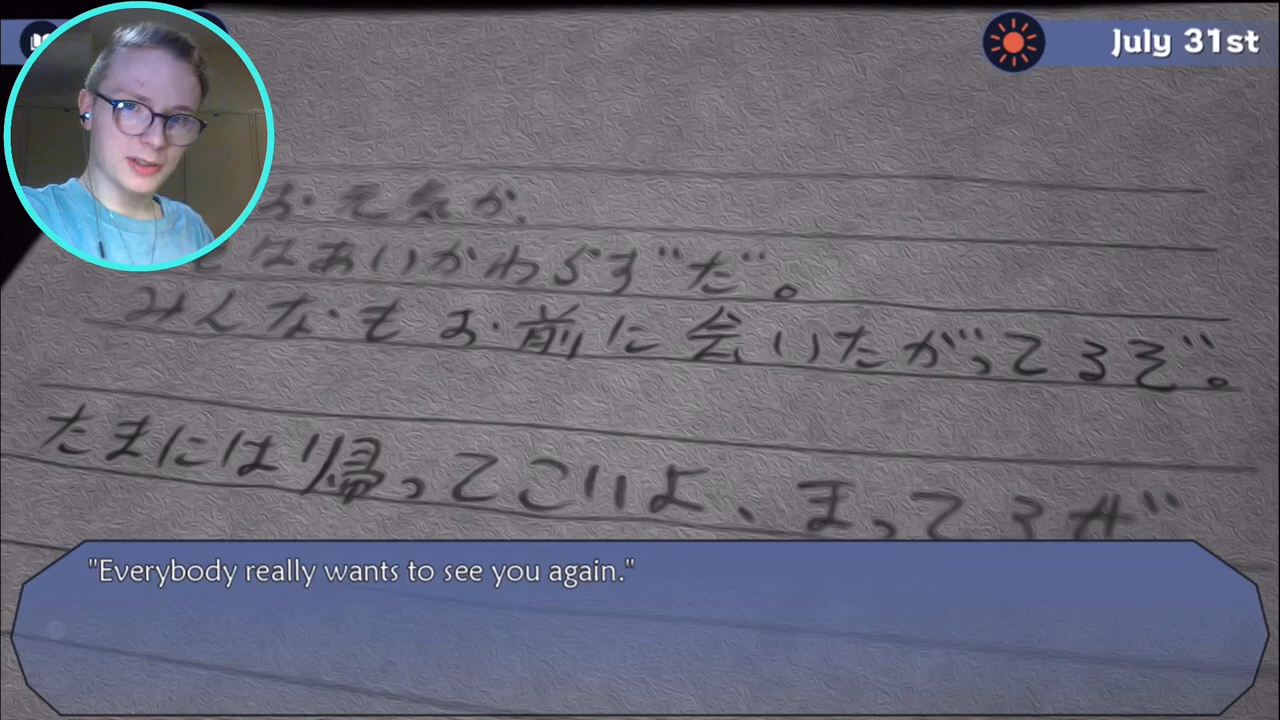 July 31st
お元気か。
はあいかわらずだ。
みんなもお前に会いたがってるぞ。
たまには帰ってこいよ、まってるぜ
"Everybody really wants to see you again."